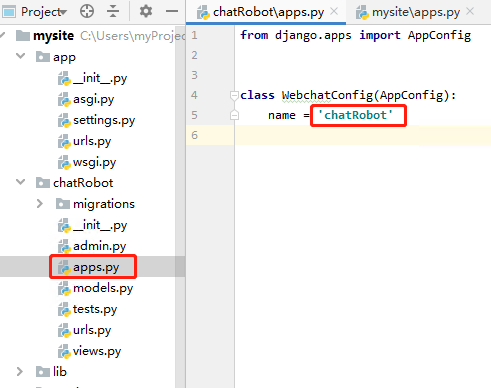 Project
chatRobot\apps.py
mysite\apps.py
mysite C:\Users\myProje
app
__init__.py
asgi.py
settings.py
urls.py
wsgi.py
chatRobot
migrations
__init__.py
admin.py
apps.py
models.py
tests.py
urls.py
views.py
lib
1 from django.apps import AppConfig
2
3
4 class WebchatConfig(AppConfig):
5 name = 'chatRobot'
6